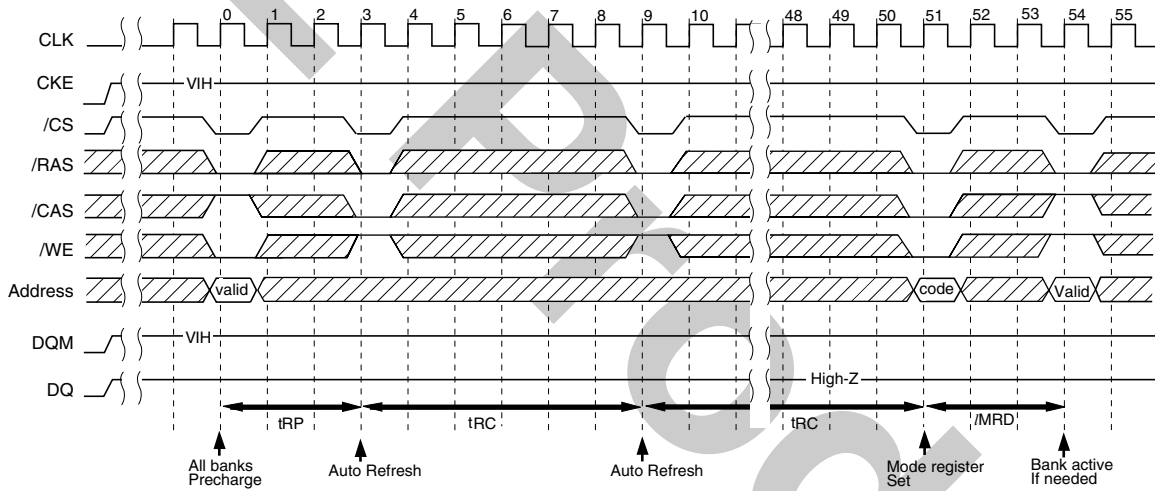 0 1 2 3 4 5 6 7 8 9 10 48 49 50 51 52 53 54 55
CLK
CKE VIH
/CS
/RAS
/CAS
/WE
Address valid code Valid
DQM VIH
DQ High-Z
tRP tRC tRC lMRD
All banks Precharge
Auto Refresh
Auto Refresh
Mode register Set
Bank active If needed